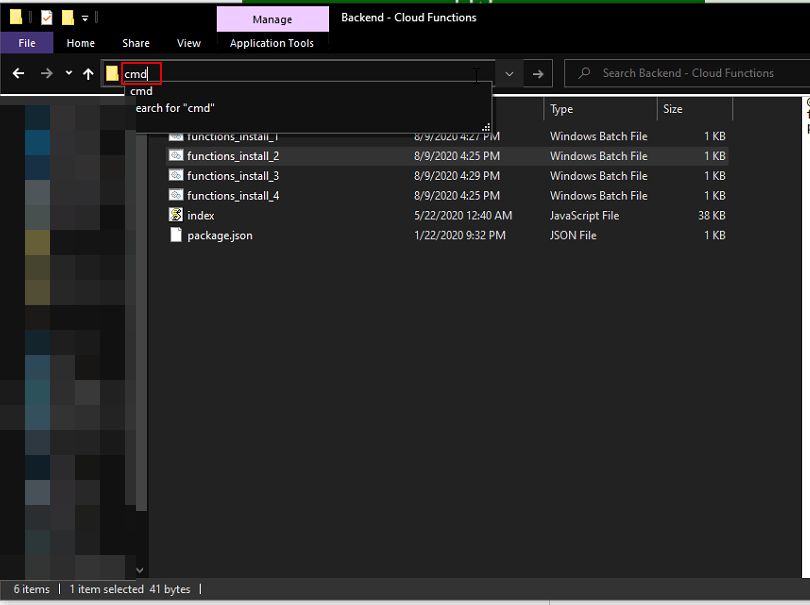 Manage
Backend - Cloud Functions
File
Home
Share
View
Application Tools
cmd
Search Backend - Cloud Functions
cmd
earch for "cmd"
Type
Size
functions_install_1
8/9/2020 4:27 PM
Windows Batch File
1 KB
functions_install_2
8/9/2020 4:25 PM
Windows Batch File
1 KB
functions_install_3
8/9/2020 4:29 PM
Windows Batch File
1 KB
functions_install_4
8/9/2020 4:25 PM
Windows Batch File
1 KB
index
5/22/2020 12:40 AM
JavaScript File
38 KB
package.json
1/22/2020 9:32 PM
JSON File
1 KB
6 items
1 item selected 41 bytes